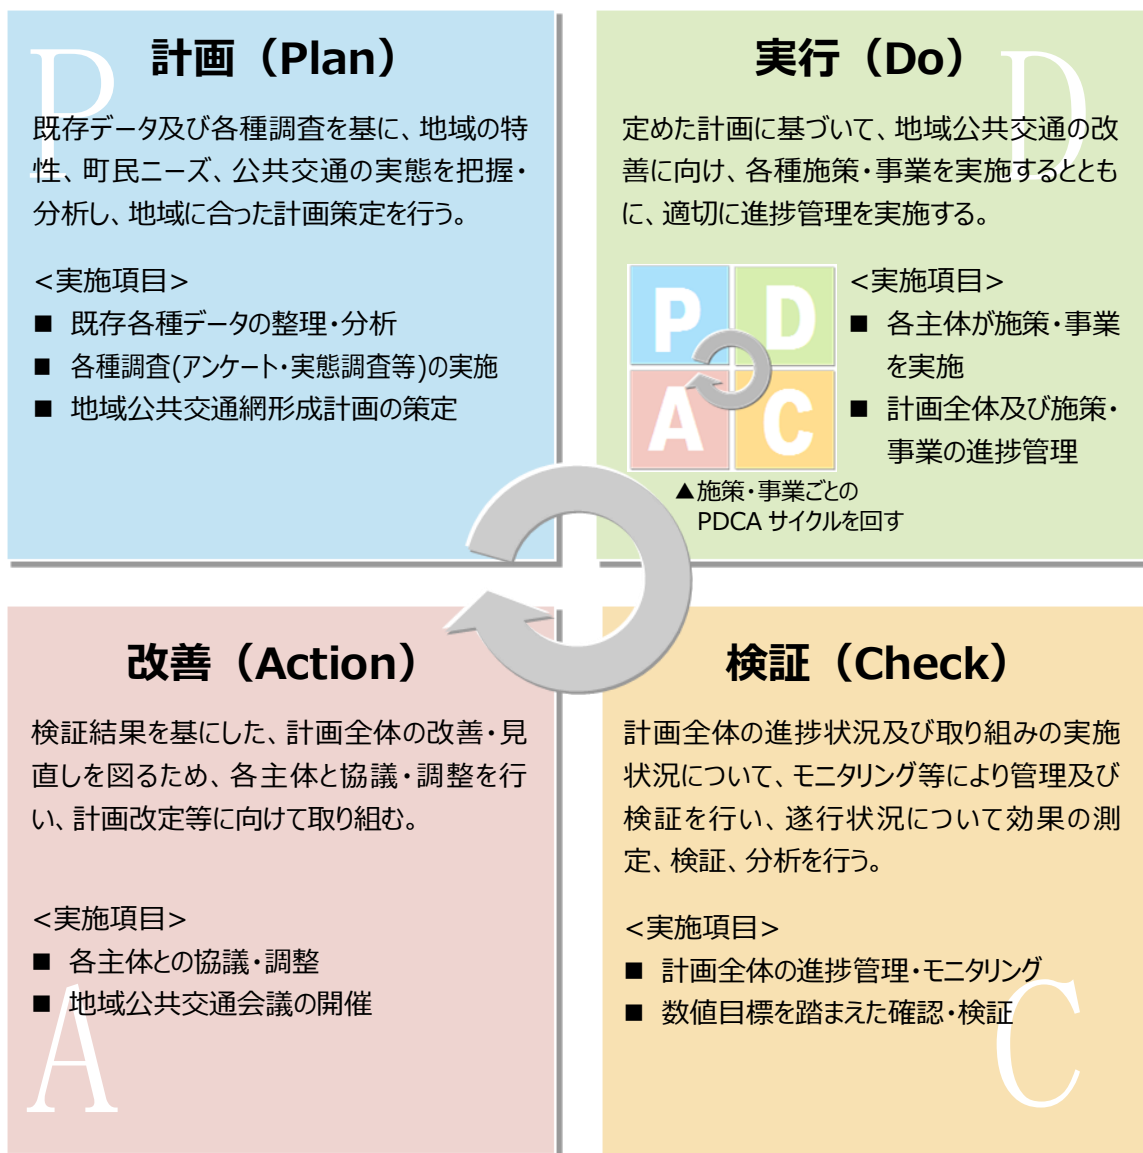 P
計画（Plan）
既存データ及び各種調査を基に、地域の特
性、町民ニーズ、公共交通の実態を把握・
分析し、地域に合った計画策定を行う。
<実施項目>
■ 既存各種データの整理・分析
■ 各種調査(アンケート・実態調査等)の実施
■ 地域公共交通網形成計画の策定
D
実行（Do）
定めた計画に基づいて、地域公共交通の改
善に向け、各種施策・事業を実施するととも
に、適切に進捗管理を実施する。
P D
A C
▲施策・事業ごとの
PDCA サイクルを回す
<実施項目>
■ 各主体が施策・事業
を実施
■ 計画全体及び施策・
事業の進捗管理
改善（Action）
検証結果を基にした、計画全体の改善・見
直しを図るため、各主体と協議・調整を行
い、計画改定等に向けて取り組む。
<実施項目>
■ 各主体との協議・調整
■ 地域公共交通会議の開催
A
検証（Check）
計画全体の進捗状況及び取り組みの実施
状況について、モニタリング等により管理及び
検証を行い、遂行状況について効果の測
定、検証、分析を行う。
<実施項目>
■ 計画全体の進捗管理・モニタリング
■ 数値目標を踏まえた確認・検証
C